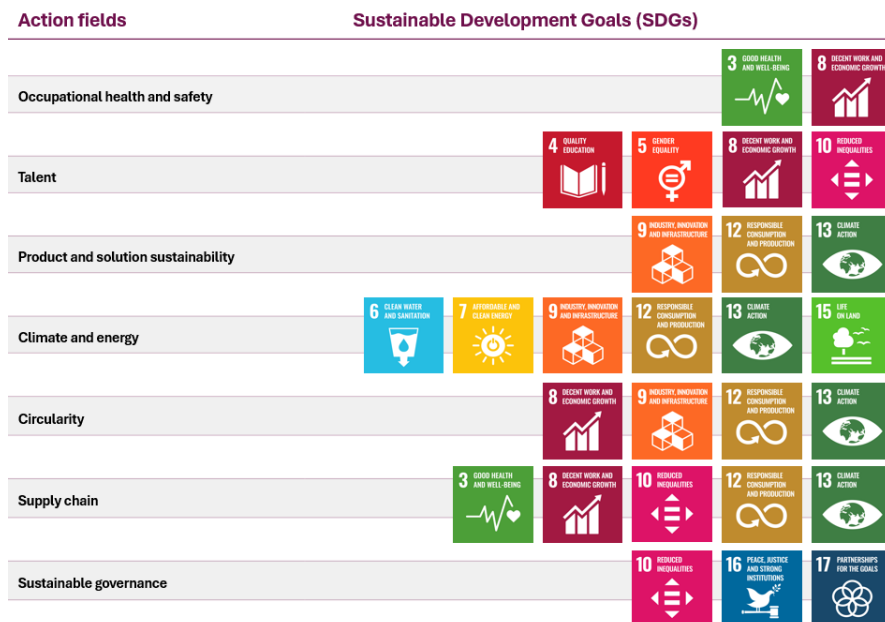 Action fields Sustainable Development Goals (SDGs)
Occupational health and safety
3 GOOD HEALTH
AND WELL-BEING
8 DECENT WORK AND
ECONOMIC GROWTH
Talent
4 QUALITY
EDUCATION
5 GENDER
EQUALITY
8 DECENT WORK AND
ECONOMIC GROWTH
10 REDUCED
INEQUALITIES
Product and solution sustainability
9 INDUSTRY, INNOVATION
AND INFRASTRUCTURE
12 RESPONSIBLE
CONSUMPTION
AND PRODUCTION
13 CLIMATE
ACTION
Climate and energy
6 CLEAN WATER
AND SANITATION
7 AFFORDABLE AND
CLEAN ENERGY
9 INDUSTRY, INNOVATION
AND INFRASTRUCTURE
12 RESPONSIBLE
CONSUMPTION
AND PRODUCTION
13 CLIMATE
ACTION
15 LIFE
ON LAND
Circularity
8 DECENT WORK AND
ECONOMIC GROWTH
9 INDUSTRY, INNOVATION
AND INFRASTRUCTURE
12 RESPONSIBLE
CONSUMPTION
AND PRODUCTION
13 CLIMATE
ACTION
Supply chain
3 GOOD HEALTH
AND WELL-BEING
8 DECENT WORK AND
ECONOMIC GROWTH
10 REDUCED
INEQUALITIES
12 RESPONSIBLE
CONSUMPTION
AND PRODUCTION
13 CLIMATE
ACTION
Sustainable governance
10 REDUCED
INEQUALITIES
16 PEACE, JUSTICE
AND STRONG
INSTITUTIONS
17 PARTNERSHIPS
FOR THE GOALS